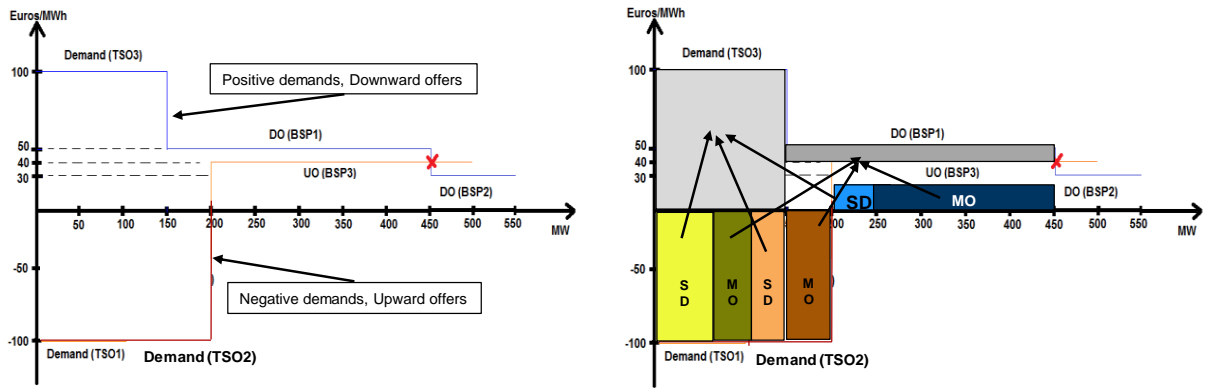 Euros/MWh
Demand (TSO3)
100
Positive demands, Downward offers
50
DO (BSP1)
40
30
UO (BSP3)
DO (BSP2)
50 100 150 200 250 300 350 400 450 500 550
MW
-50
Negative demands, Upward offers
-100
Demand (TSO1)
Demand (TSO2)
Euros/MWh
Demand (TSO3)
100
50
DO (BSP1)
40
30
UO (BSP3)
DO (BSP2)
SD
MO
200 250 300 350 400 450 500 550
MW
-50
S
D
M
O
S
D
M
O
-100
Demand (TSO1)
Demand (TSO2)